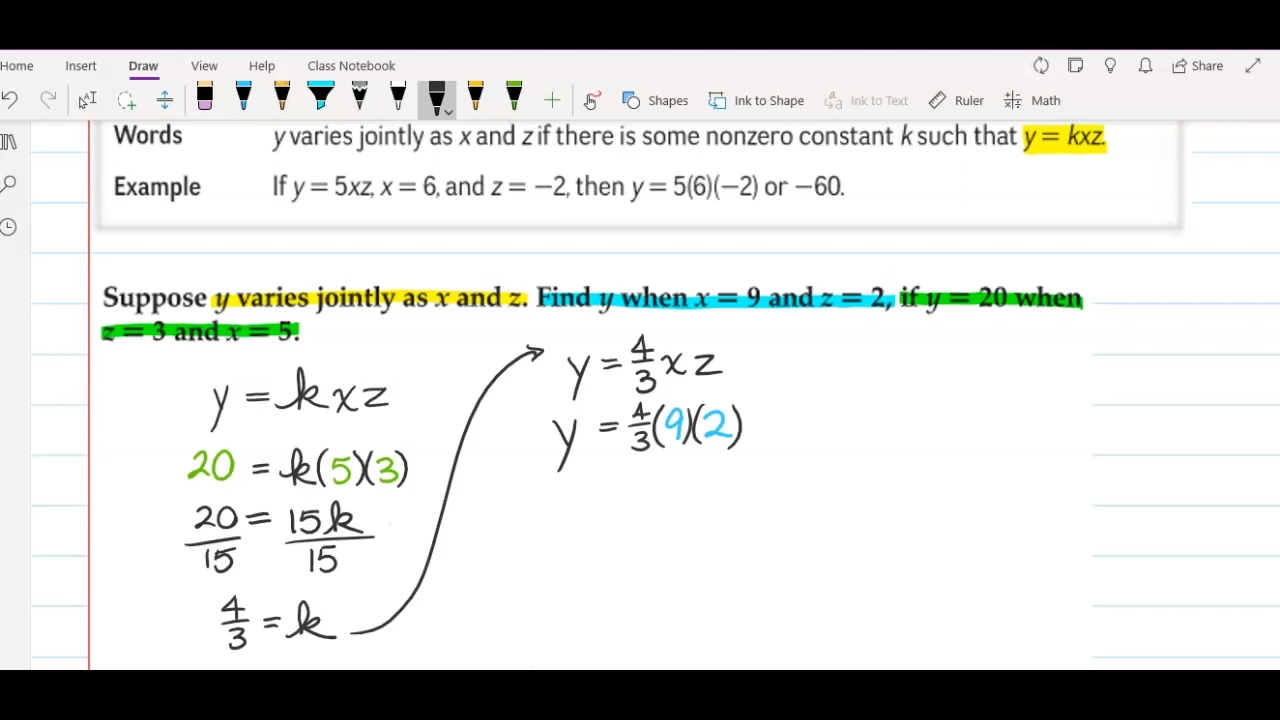 Home Insert Draw View Help Class Notebook Share
Shapes Ink to Shape Ink to Text Ruler Math
Words y varies jointly as x and z if there is some nonzero constant k such that y = kxz.
Example If y = 5xz, x = 6, and z = −2, then y = 5(6)(−2) or −60.
Suppose y varies jointly as x and z. Find y when x = 9 and z = 2, if y = 20 when
z = 3 and x = 5.
y = kxz
20 = k(5)(3)
20/15 = 15k/15
4/3 = k
y = 4/3 xz
y = 4/3 (9)(2)